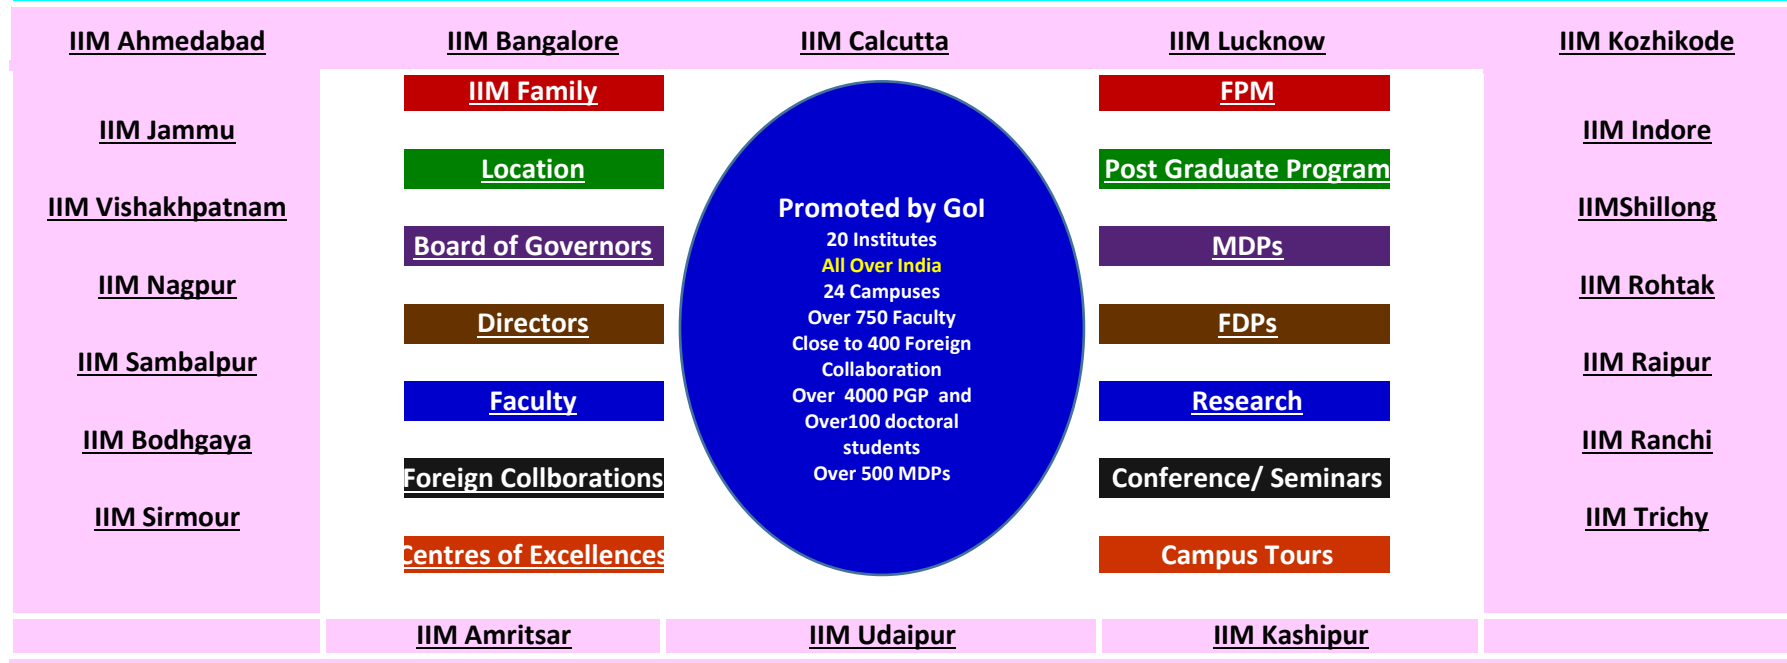 IIM Ahmedabad
IIM Bangalore
IIM Calcutta
IIM Lucknow
IIM Kozhikode
IIM Jammu
IIM Vishakhpatnam
IIM Nagpur
IIM Sambalpur
IIM Bodhgaya
IIM Sirmour
IIM Family
Location
Board of Governors
Directors
Faculty
Foreign Collborations
Centres of Excellences
Promoted by GoI
20 Institutes
All Over India
24 Campuses
Over 750 Faculty
Close to 400 Foreign
Collaboration
Over 4000 PGP and
Over100 doctoral
students
Over 500 MDPs
FPM
Post Graduate Program
MDPs
FDPs
Research
Conference/ Seminars
Campus Tours
IIM Indore
IIMShillong
IIM Rohtak
IIM Raipur
IIM Ranchi
IIM Trichy
IIM Amritsar
IIM Udaipur
IIM Kashipur